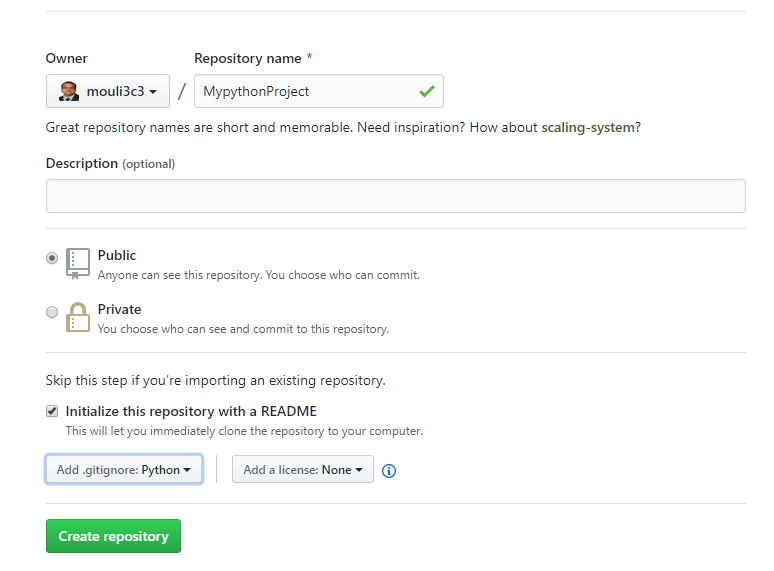 Owner Repository name *
mouli3c3 / MypythonProject
Great repository names are short and memorable. Need inspiration? How about scaling-system?
Description (optional)
Public
Anyone can see this repository. You choose who can commit.
Private
You choose who can see and commit to this repository.
Skip this step if you’re importing an existing repository.
Initialize this repository with a README
This will let you immediately clone the repository to your computer.
Add .gitignore: Python Add a license: None
Create repository